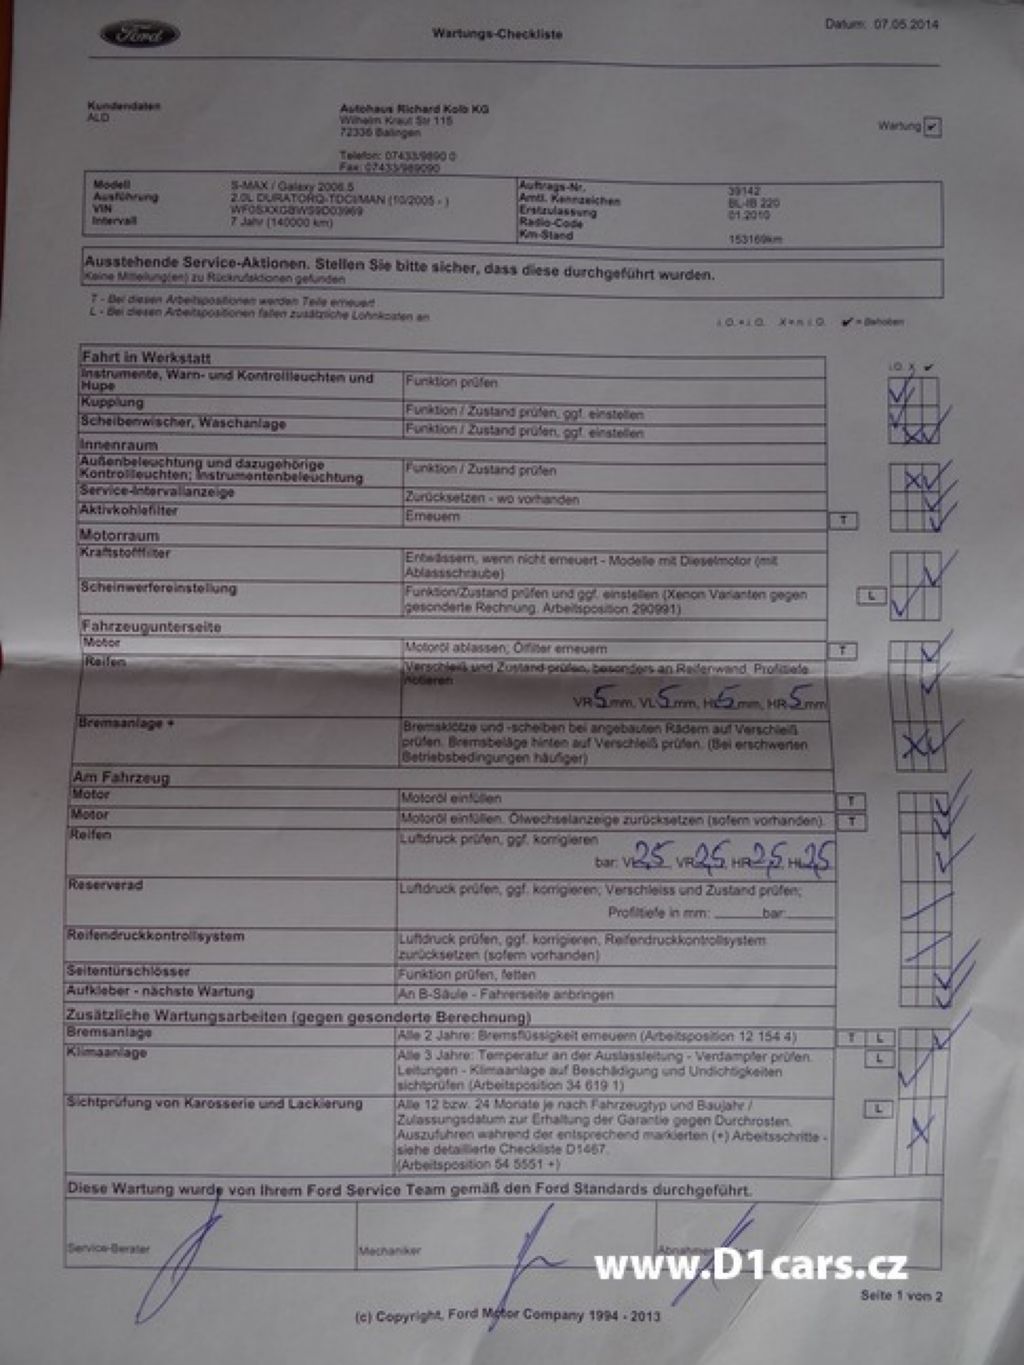 Ford
Wartungs-Checkliste
Datum: 07.05.2014
Kundendaten
ALD
Autohaus Richard Kolb KG
Wilhelm Kraut Str 115
72336 Balingen
Telefon: 07433/9890 0
Fax: 07433/989090
Wartung ✔
Modell S-MAX / Galaxy 2006.5
Ausführung 2.0L DURATORQ-TDCI/MAN (10/2005 - )
VIN WF0SXXGBWS9D03969
Intervall 7 Jahr (140000 km)
Auftrags-Nr. 39142
Amtl. Kennzeichen BL-IB 220
Erstzulassung 01.2010
Radio-Code
Km-Stand 153169km
Ausstehende Service-Aktionen. Stellen Sie bitte sicher, dass diese durchgeführt wurden.
Keine Mitteilung(en) zu Rückrufaktionen gefunden
T - Bei diesen Arbeitspositionen werden Teile erneuert
L - Bei diesen Arbeitspositionen fallen zusätzliche Lohnkosten an
i.O.=i.O. X=n.i.O. ✔=Behoben
Fahrt in Werkstatt
i.O. X ✔
Instrumente, Warn- und Kontrollleuchten und Hupe Funktion prüfen
Kupplung Funktion / Zustand prüfen, ggf. einstellen
Scheibenwischer, Waschanlage Funktion / Zustand prüfen, ggf. einstellen
Innenraum
Außenbeleuchtung und dazugehörige Kontrollleuchten; Instrumentenbeleuchtung Funktion / Zustand prüfen
Service-Intervallanzeige Zurücksetzen - wo vorhanden
Aktivkohlefilter Erneuern T
Motorraum
Kraftstofffilter Entwässern, wenn nicht erneuert - Modelle mit Dieselmotor (mit
Ablassschraube)
Scheinwerfereinstellung Funktion/Zustand prüfen und ggf. einstellen (Xenon Varianten gegen L
gesonderte Rechnung. Arbeitsposition 290991)
Fahrzeugunterseite
Motor Motoröl ablassen; Ölfilter erneuern T
Reifen Verschleiß und Zustand prüfen, besonders an Reifenwand. Profiltiefe
notieren
VR 5 mm, VL 5 mm, HL 5 mm, HR 5 mm
Bremsanlage + Bremsklötze und -scheiben bei angebauten Rädern auf Verschleiß
prüfen. Bremsbeläge hinten auf Verschleiß prüfen. (Bei erschwerten
Betriebsbedingungen häufiger)
Am Fahrzeug
Motor Motoröl einfüllen T
Motor Motoröl einfüllen. Ölwechselanzeige zurücksetzen (sofern vorhanden). T
Reifen Luftdruck prüfen, ggf. korrigieren
bar: VL 2,5 VR 2,5 HR 2,5 HL 2,5
Reserverad Luftdruck prüfen, ggf. korrigieren; Verschleiss und Zustand prüfen;
Profiltiefe in mm: ______ bar: ______
Reifendruckkontrollsystem Luftdruck prüfen, ggf. korrigieren, Reifendruckkontrollsystem
zurücksetzen (sofern vorhanden)
Seitentürschlösser Funktion prüfen, fetten
Aufkleber - nächste Wartung An B-Säule - Fahrerseite anbringen
Zusätzliche Wartungsarbeiten (gegen gesonderte Berechnung)
Bremsanlage Alle 2 Jahre: Bremsflüssigkeit erneuern (Arbeitsposition 12 154 4) T L
Klimaanlage Alle 3 Jahre: Temperatur an der Auslassleitung - Verdampfer prüfen. L
Leitungen - Klimaanlage auf Beschädigung und Undichtigkeiten
sichtprüfen (Arbeitsposition 34 619 1)
Sichtprüfung von Karosserie und Lackierung Alle 12 bzw. 24 Monate je nach Fahrzeugtyp und Baujahr / L
Zulassungsdatum zur Erhaltung der Garantie gegen Durchrosten.
Auszuführen während der entsprechend markierten (+) Arbeitsschritte -
siehe detaillierte Checkliste D1467.
(Arbeitsposition 54 5551 +)
Diese Wartung wurde von Ihrem Ford Service Team gemäß den Ford Standards durchgeführt.
Service-Berater Mechaniker
www.D1cars.cz
Seite 1 von 2
(c) Copyright, Ford Motor Company 1994 - 2013